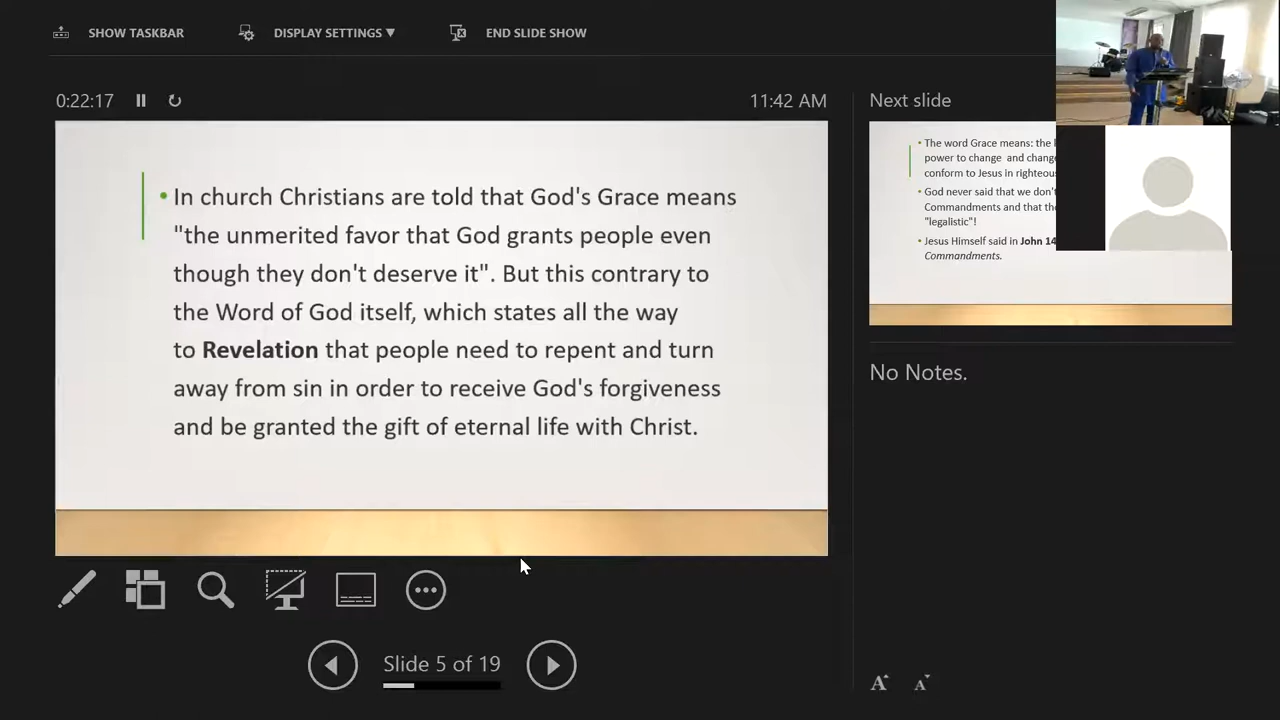 SHOW TASKBAR DISPLAY SETTINGS ▼ END SLIDE SHOW
0:22:17 11:42 AM
• In church Christians are told that God's Grace means
"the unmerited favor that God grants people even
though they don't deserve it". But this contrary to
the Word of God itself, which states all the way
to Revelation that people need to repent and turn
away from sin in order to receive God's forgiveness
and be granted the gift of eternal life with Christ.
Slide 5 of 19
Next slide
• The word Grace means: the
power to change and change
conform to Jesus in
• God never said that we don't
Commandments and that
"legalistic"!
• Jesus Himself said in John 14
Commandments.
No Notes.
A A